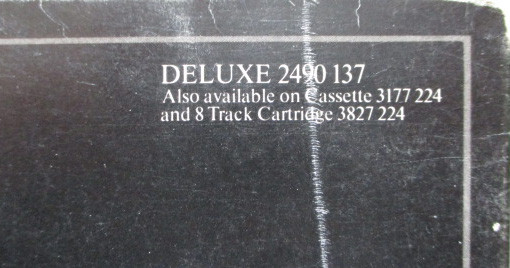 DELUXE 2490 137
Also available on Cassette 3177 224
and 8 Track Cartridge 3827 224